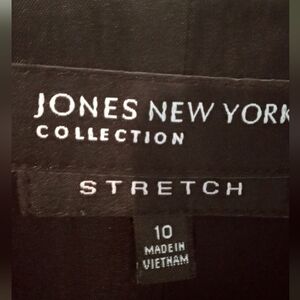 JONES NEW YORK
COLLECTION
STRETCH
10
MADE IN
VIETNAM